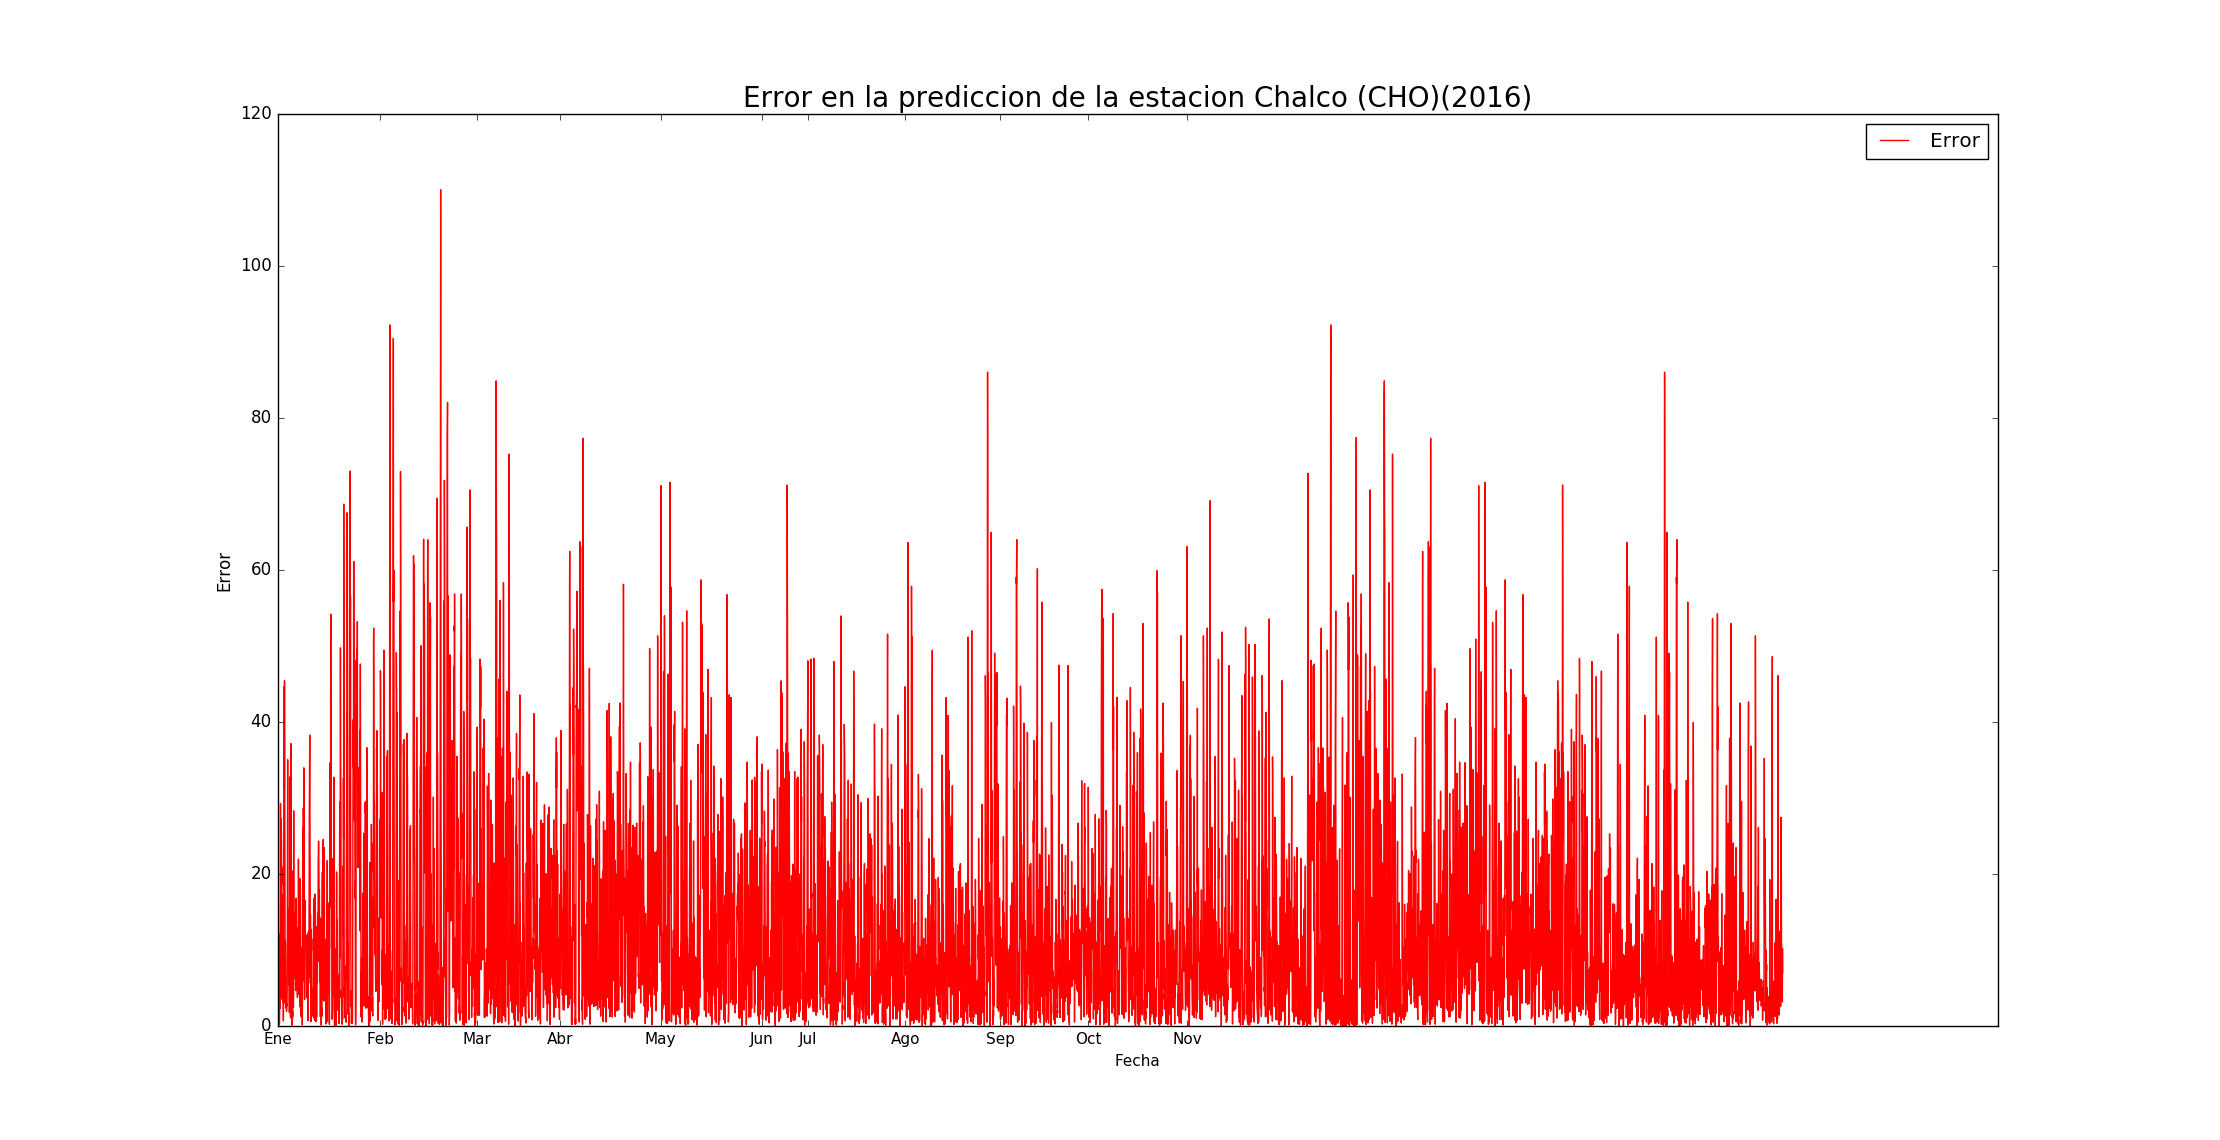 Error en la prediccion de la estacion Chalco (CHO)(2016)
120
Error
100
80
60
Error
40
20
0
Ene Feb Mar Abr May Jun Jul Ago Sep Oct Nov
Fecha